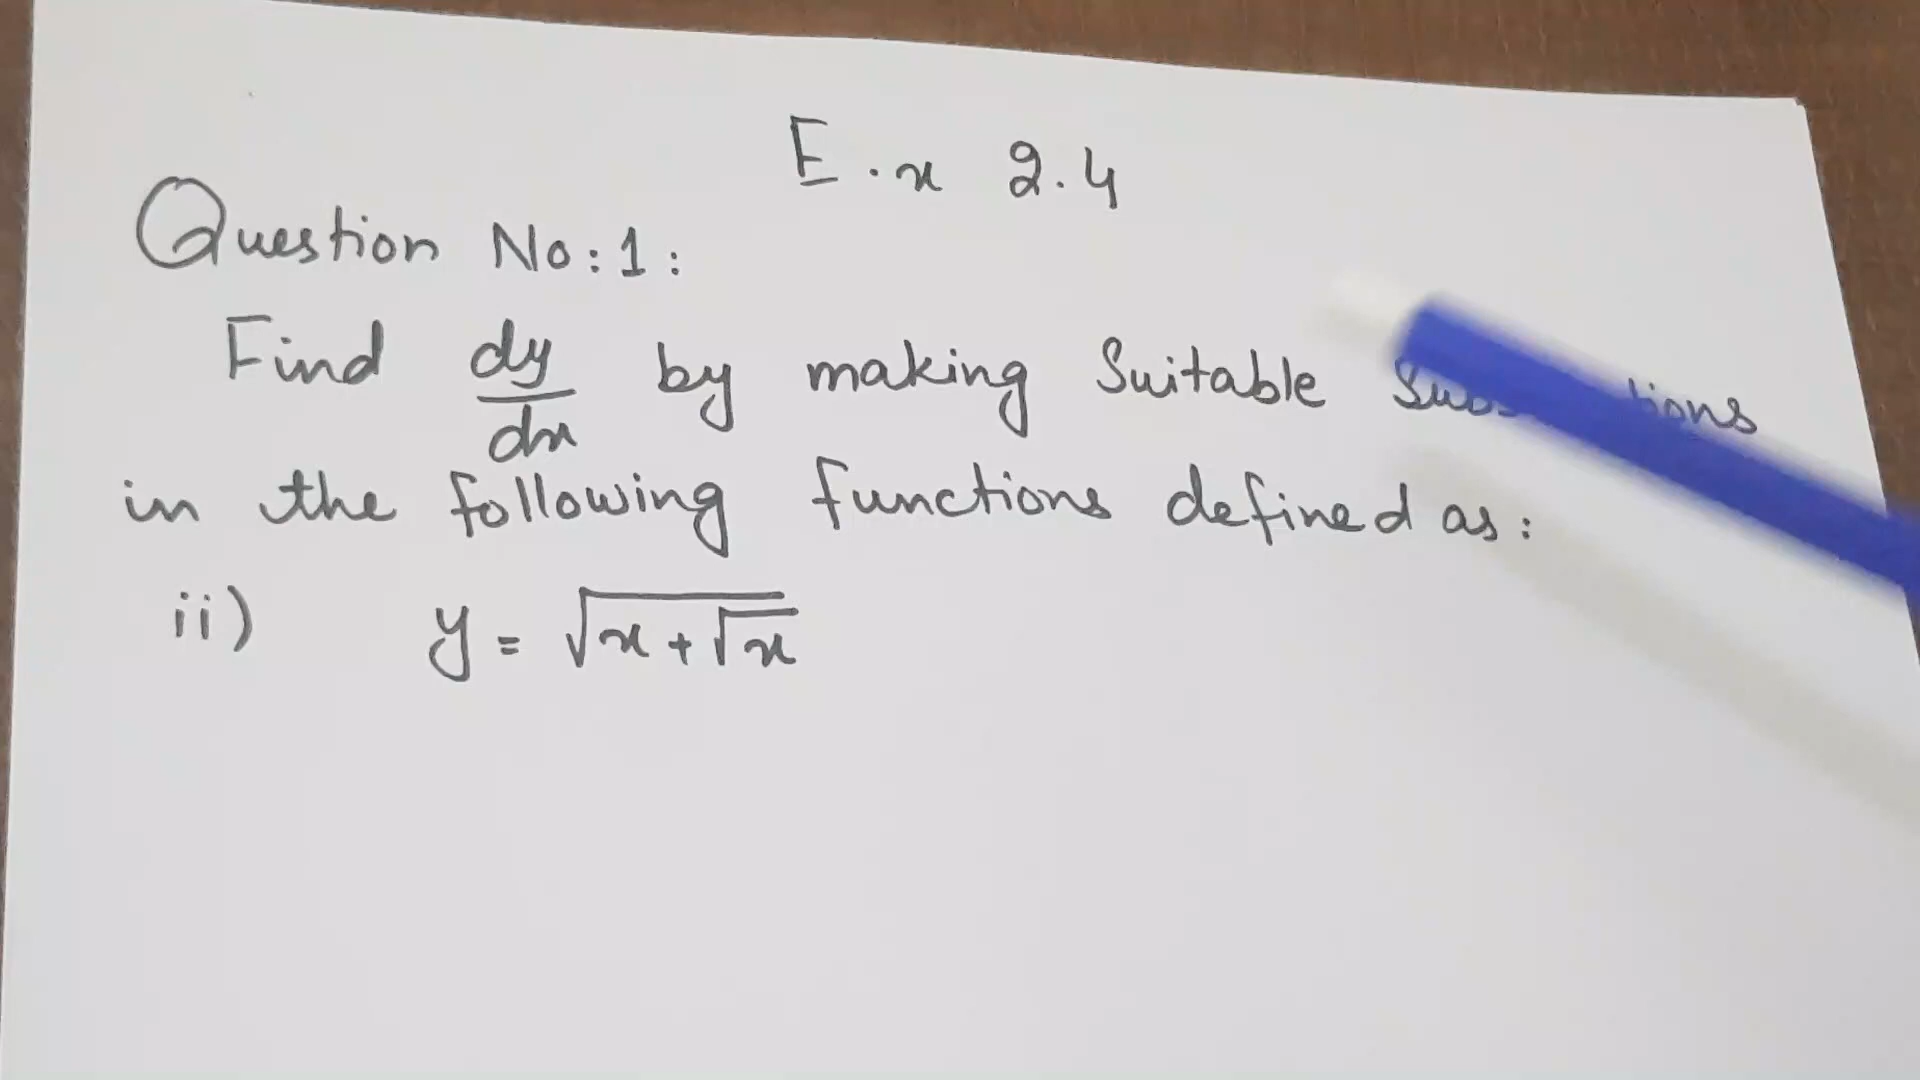 E.x 2.4
Question No:1:
Find dy/dx by making Suitable
in the following functions defined as:
ii) y = √(x+√x)